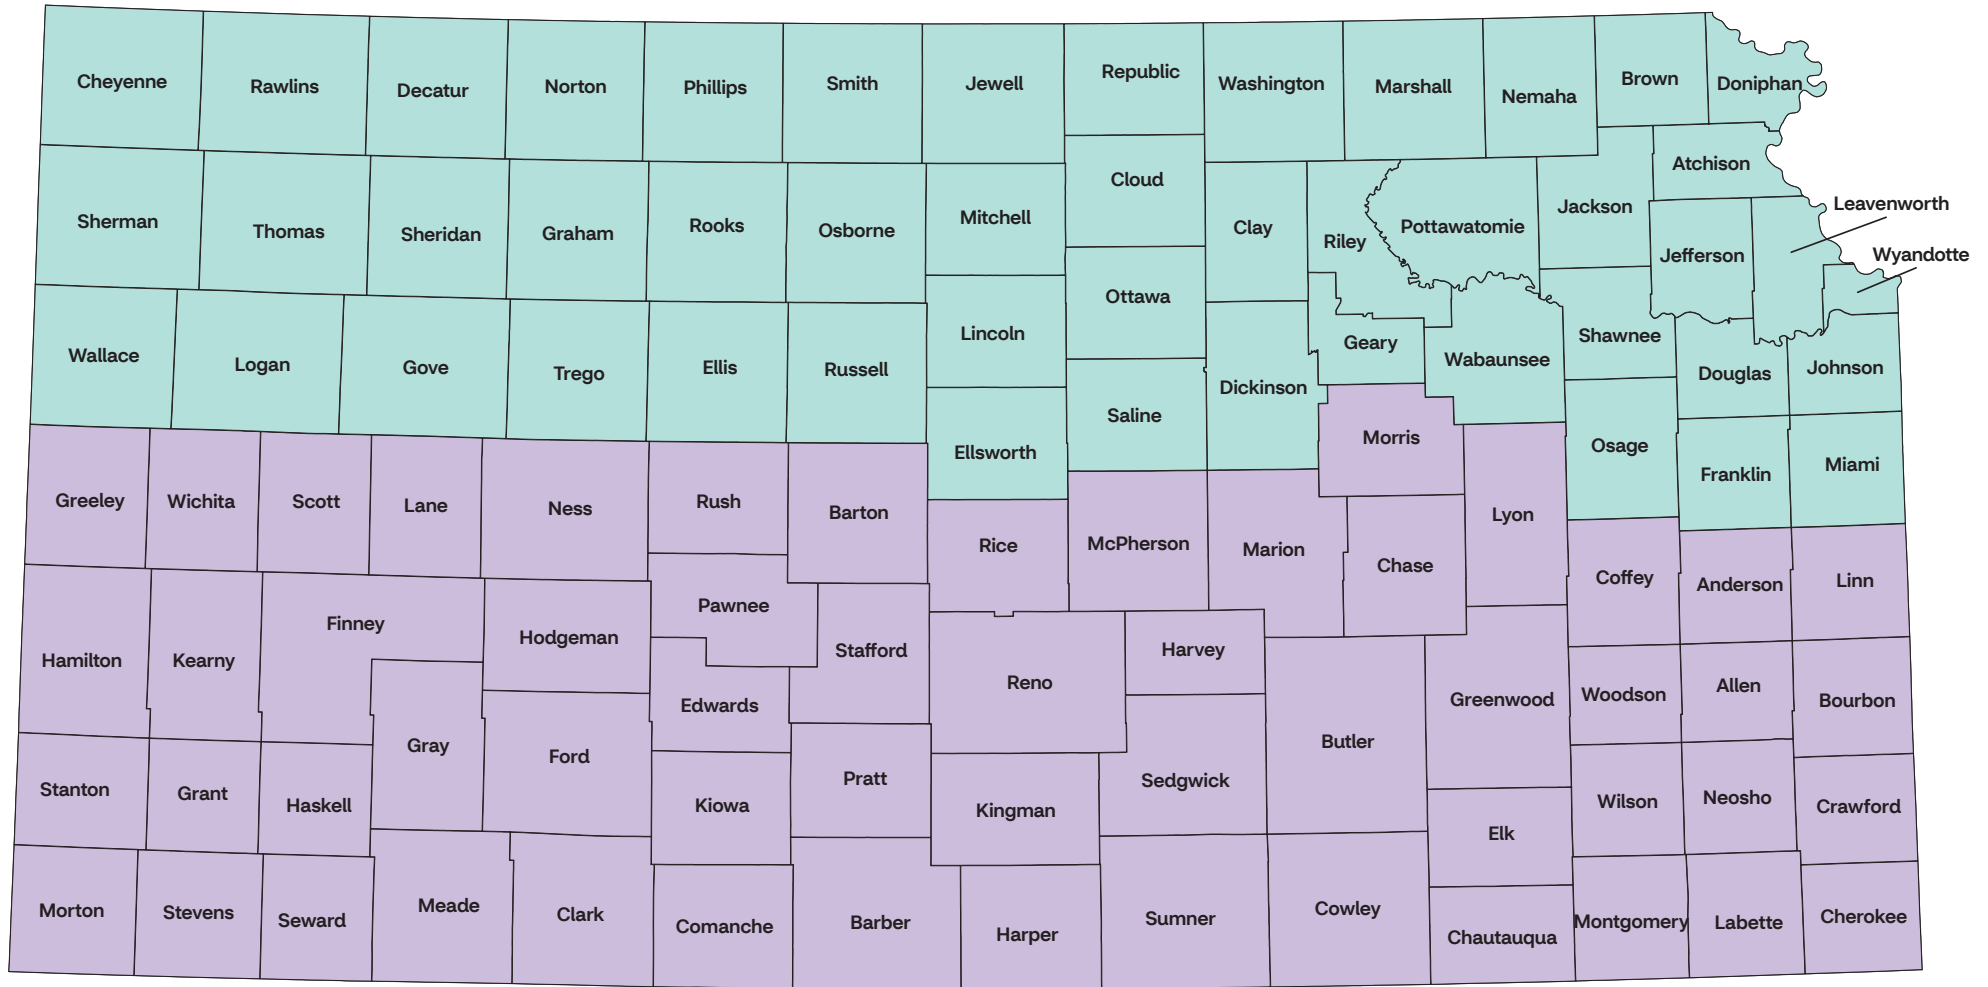 Cheyenne
Rawlins
Decatur
Norton
Phillips
Smith
Jewell
Republic
Washington
Marshall
Nemaha
Brown
Doniphan
Sherman
Thomas
Sheridan
Graham
Rooks
Osborne
Mitchell
Cloud
Clay
Riley
Pottawatomie
Jackson
Atchison
Jefferson
Leavenworth
Wyandotte
Wallace
Logan
Gove
Trego
Ellis
Russell
Lincoln
Ottawa
Saline
Dickinson
Geary
Wabaunsee
Shawnee
Douglas
Johnson
Ellsworth
Morris
Osage
Franklin
Miami
Greeley
Wichita
Scott
Lane
Ness
Rush
Barton
Rice
McPherson
Marion
Chase
Lyon
Coffey
Anderson
Linn
Hamilton
Kearny
Finney
Hodgeman
Pawnee
Stafford
Reno
Harvey
Edwards
Gray
Ford
Butler
Greenwood
Woodson
Allen
Bourbon
Stanton
Grant
Haskell
Kiowa
Pratt
Kingman
Sedgwick
Elk
Wilson
Neosho
Crawford
Morton
Stevens
Seward
Meade
Clark
Comanche
Barber
Harper
Sumner
Cowley
Chautauqua
Montgomery
Labette
Cherokee